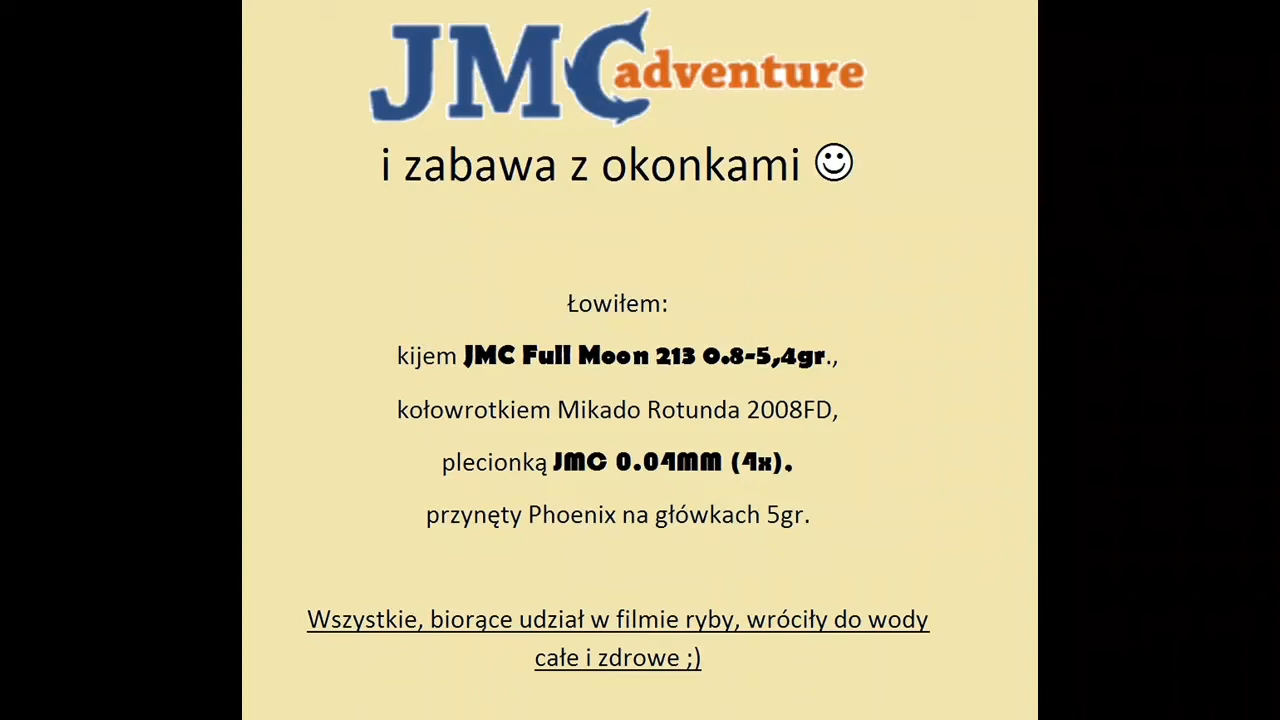 JMC adventure
i zabawa z okonkami ☺
Łowiłem:
kijem JMC Full Moon 213 0.8-5,4gr.,
kołowrotkiem Mikado Rotunda 2008FD,
plecionką JMC 0.04MM (4x).
przynęty Phoenix na główkach 5gr.
Wszystkie, biorące udział w filmie ryby, wróciły do wody
całe i zdrowe ;)